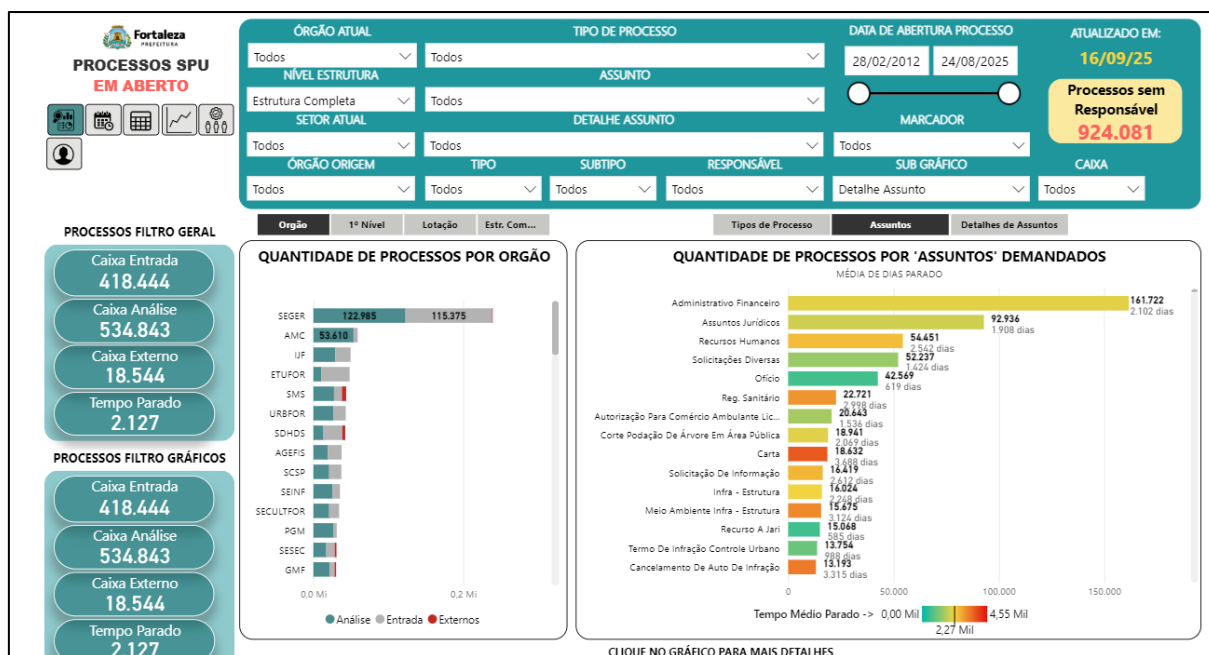 Fortaleza
PREFEITURA
PROCESSOS SPU
EM ABERTO
ÓRGÃO ATUAL
TIPO DE PROCESSO
DATA DE ABERTURA PROCESSO
ATUALIZADO EM:
Todos
Todos
28/02/2012
24/08/2025
16/09/25
NÍVEL ESTRUTURA
ASSUNTO
Estrutura Completa
Todos
Processos sem
Responsável
924.081
SETOR ATUAL
DETALHE ASSUNTO
MARCADOR
Todos
Todos
Todos
ÓRGÃO ORIGEM
TIPO
SUBTIPO
RESPONSÁVEL
SUB GRÁFICO
CAIXA
Todos
Todos
Todos
Todos
Detalhe Assunto
Todos
PROCESSOS FILTRO GERAL
Caixa Entrada
418.444
Caixa Análise
534.843
Caixa Externo
18.544
Tempo Parado
2.127
PROCESSOS FILTRO GRÁFICOS
Caixa Entrada
418.444
Caixa Análise
534.843
Caixa Externo
18.544
Tempo Parado
2.127
Orgão
1º Nível
Lotação
Estr. Com...
QUANTIDADE DE PROCESSOS POR ORGÃO
SEGER
122.985
115.375
AMC
53.610
IJF
ETUFOR
SMS
URBFOR
SDHDS
AGEFIS
SCSP
SEINF
SECULTFOR
PGM
SESEC
GMF
0,0 Mi
0,2 Mi
Análise
Entrada
Externos
Tipos de Processo
Assuntos
Detalhes de Assuntos
QUANTIDADE DE PROCESSOS POR 'ASSUNTOS' DEMANDADOS
MÉDIA DE DIAS PARADO
Administrativo Financeiro
161.722
2.102 dias
Assuntos Jurídicos
92.936
1.908 dias
Recursos Humanos
54.451
2.542 dias
Solicitações Diversas
52.237
1.424 dias
Ofício
42.569
619 dias
Reg. Sanitário
22.721
2.998 dias
Autorização Para Comércio Ambulante Lic...
20.643
1.536 dias
Corte Podação De Árvore Em Área Pública
18.941
2.069 dias
Carta
18.632
3.688 dias
Solicitação De Informação
16.419
2.612 dias
Infra - Estrutura
16.024
2.248 dias
Meio Ambiente Infra - Estrutura
15.675
3.124 dias
Recurso A Jari
15.068
585 dias
Termo De Infração Controle Urbano
13.754
988 dias
Cancelamento De Auto De Infração
13.193
3.315 dias
0
50.000
100.000
150.000
Tempo Médio Parado ->
0,00 Mil
4,55 Mil
2,27 Mil
CLIQUE NO GRÁFICO PARA MAIS DETALHES